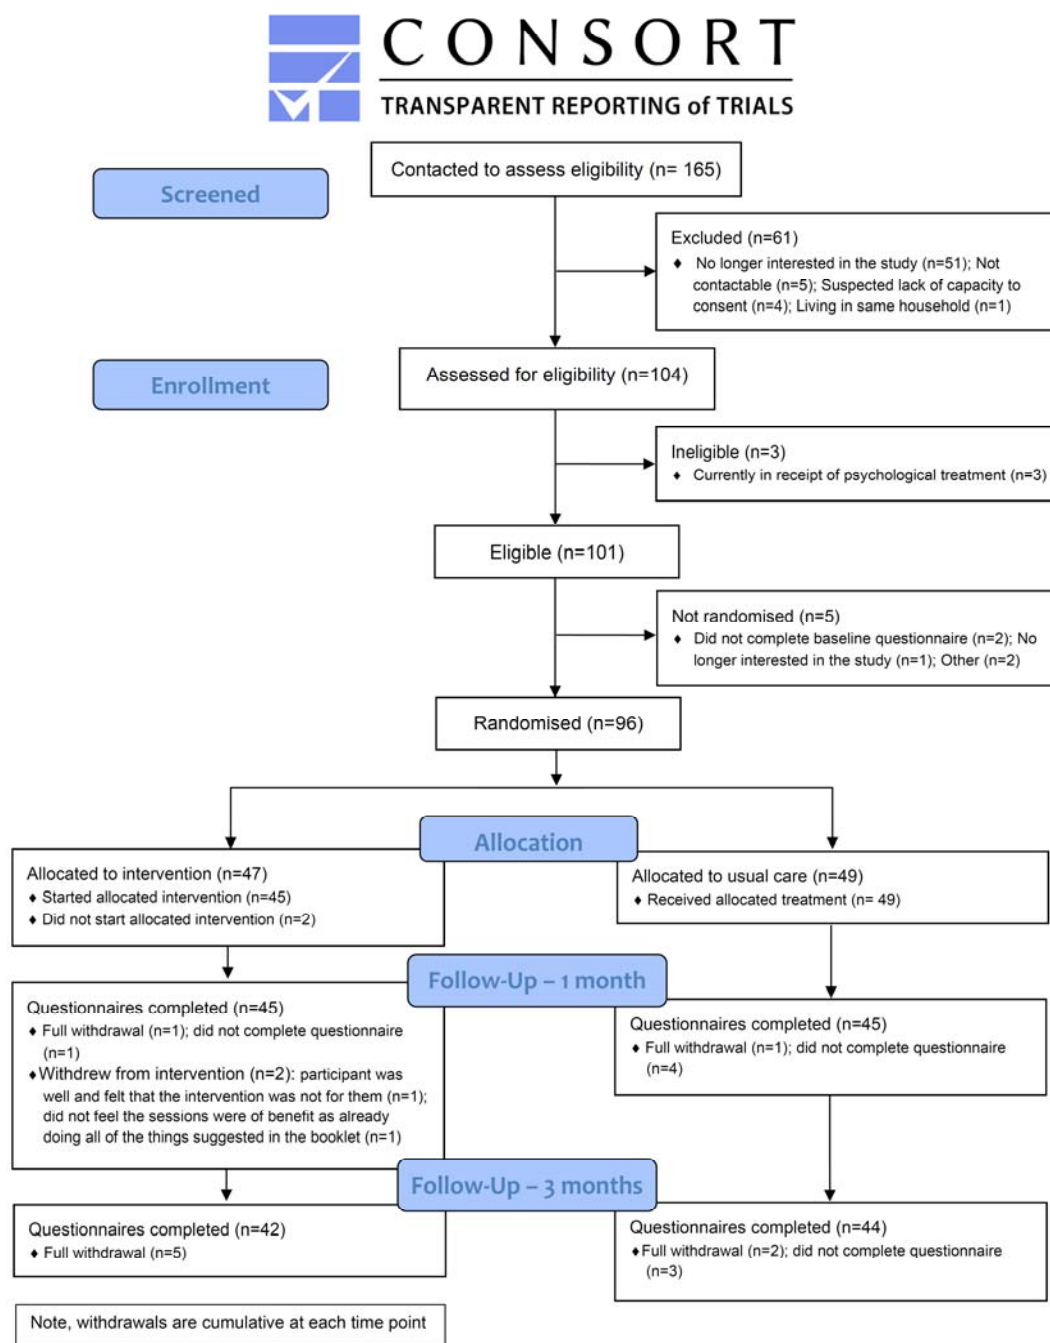 CONSORT
TRANSPARENT REPORTING of TRIALS
Screened
Contacted to assess eligibility (n= 165)
Excluded (n=61)
♦ No longer interested in the study (n=51); Not
contactable (n=5); Suspected lack of capacity to
consent (n=4); Living in same household (n=1)
Enrollment
Assessed for eligibility (n=104)
Ineligible (n=3)
♦ Currently in receipt of psychological treatment (n=3)
Eligible (n=101)
Not randomised (n=5)
♦ Did not complete baseline questionnaire (n=2); No
longer interested in the study (n=1); Other (n=2)
Randomised (n=96)
Allocation
Allocated to intervention (n=47)
♦ Started allocated intervention (n=45)
♦ Did not start allocated intervention (n=2)
Allocated to usual care (n=49)
♦ Received allocated treatment (n= 49)
Follow-Up – 1 month
Questionnaires completed (n=45)
♦ Full withdrawal (n=1); did not complete questionnaire
(n=1)
♦ Withdrew from intervention (n=2): participant was
well and felt that the intervention was not for them (n=1);
did not feel the sessions were of benefit as already
doing all of the things suggested in the booklet (n=1)
Questionnaires completed (n=45)
♦ Full withdrawal (n=1); did not complete questionnaire
(n=4)
Follow-Up – 3 months
Questionnaires completed (n=42)
♦ Full withdrawal (n=5)
Questionnaires completed (n=44)
♦Full withdrawal (n=2); did not complete questionnaire
(n=3)
Note, withdrawals are cumulative at each time point